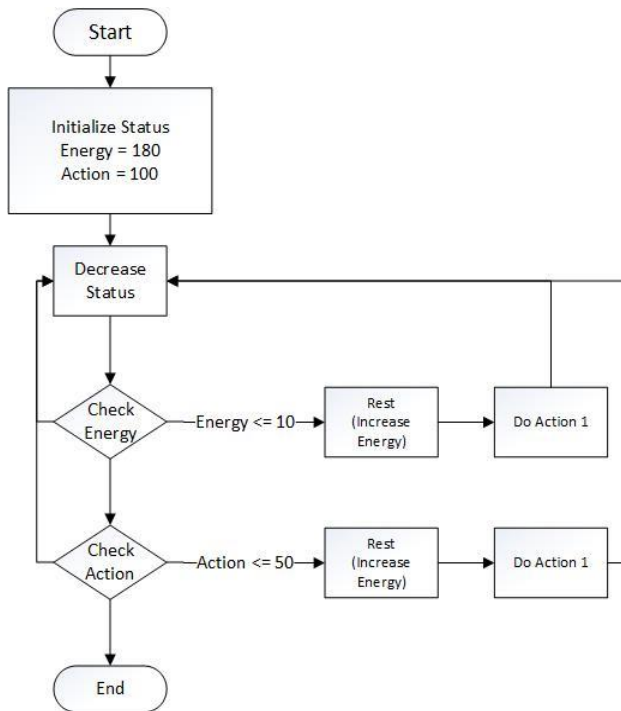 Start
Initialize Status
Energy = 180
Action = 100
Decrease
Status
Check
Energy
Energy <= 10
Rest
(Increase
Energy)
Do Action 1
Check
Action
Action <= 50
Rest
(Increase
Energy)
Do Action 1
End